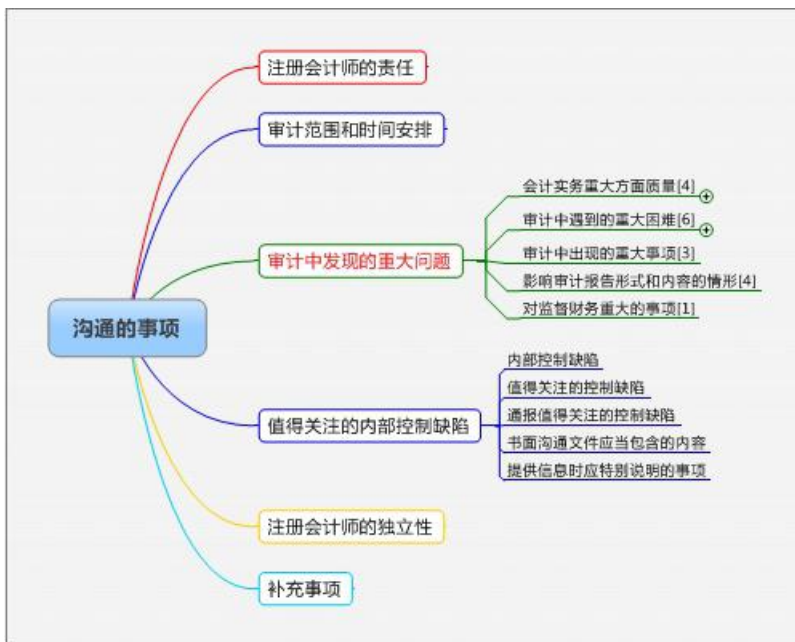 注册会计师的责任
审计范围和时间安排
会计实务重大方面质量[4]
审计中遇到的重大困难[6]
审计中发现的重大问题
审计中出现的重大事项[3]
影响审计报告形式和内容的情形[4]
对监督财务重大的事项[1]
沟通的事项
内部控制缺陷
值得关注的控制缺陷
通报值得关注的控制缺陷
值得关注的内部控制缺陷
书面沟通文件应当包含的内容
提供信息时应特别说明的事项
注册会计师的独立性
补充事项